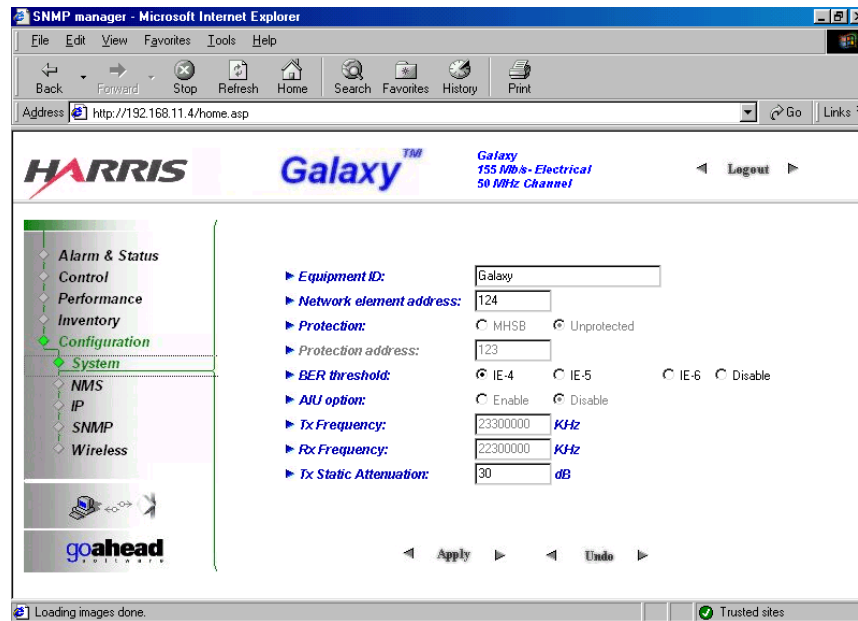 SNMP manager - Microsoft Internet Explorer
File Edit View Favorites Tools Help
Back Forward Stop Refresh Home Search Favorites History Print
Address http://192.168.11.4/home.asp Go Links
HARRIS
Galaxy™
Galaxy
155 Mb/s- Electrical
50 MHz Channel
Logout
Alarm & Status
Control
Performance
Inventory
Configuration
System
NMS
IP
SNMP
Wireless
goahead
software
Equipment ID: Galaxy
Network element address: 124
Protection: MHSB Unprotected
Protection address: 123
BER threshold: IE-4 IE-5 IE-6 Disable
AIU option: Enable Disable
Tx Frequency: 23300000 KHz
Rx Frequency: 22300000 KHz
Tx Static Attenuation: 30 dB
Apply Undo
Loading images done. Trusted sites